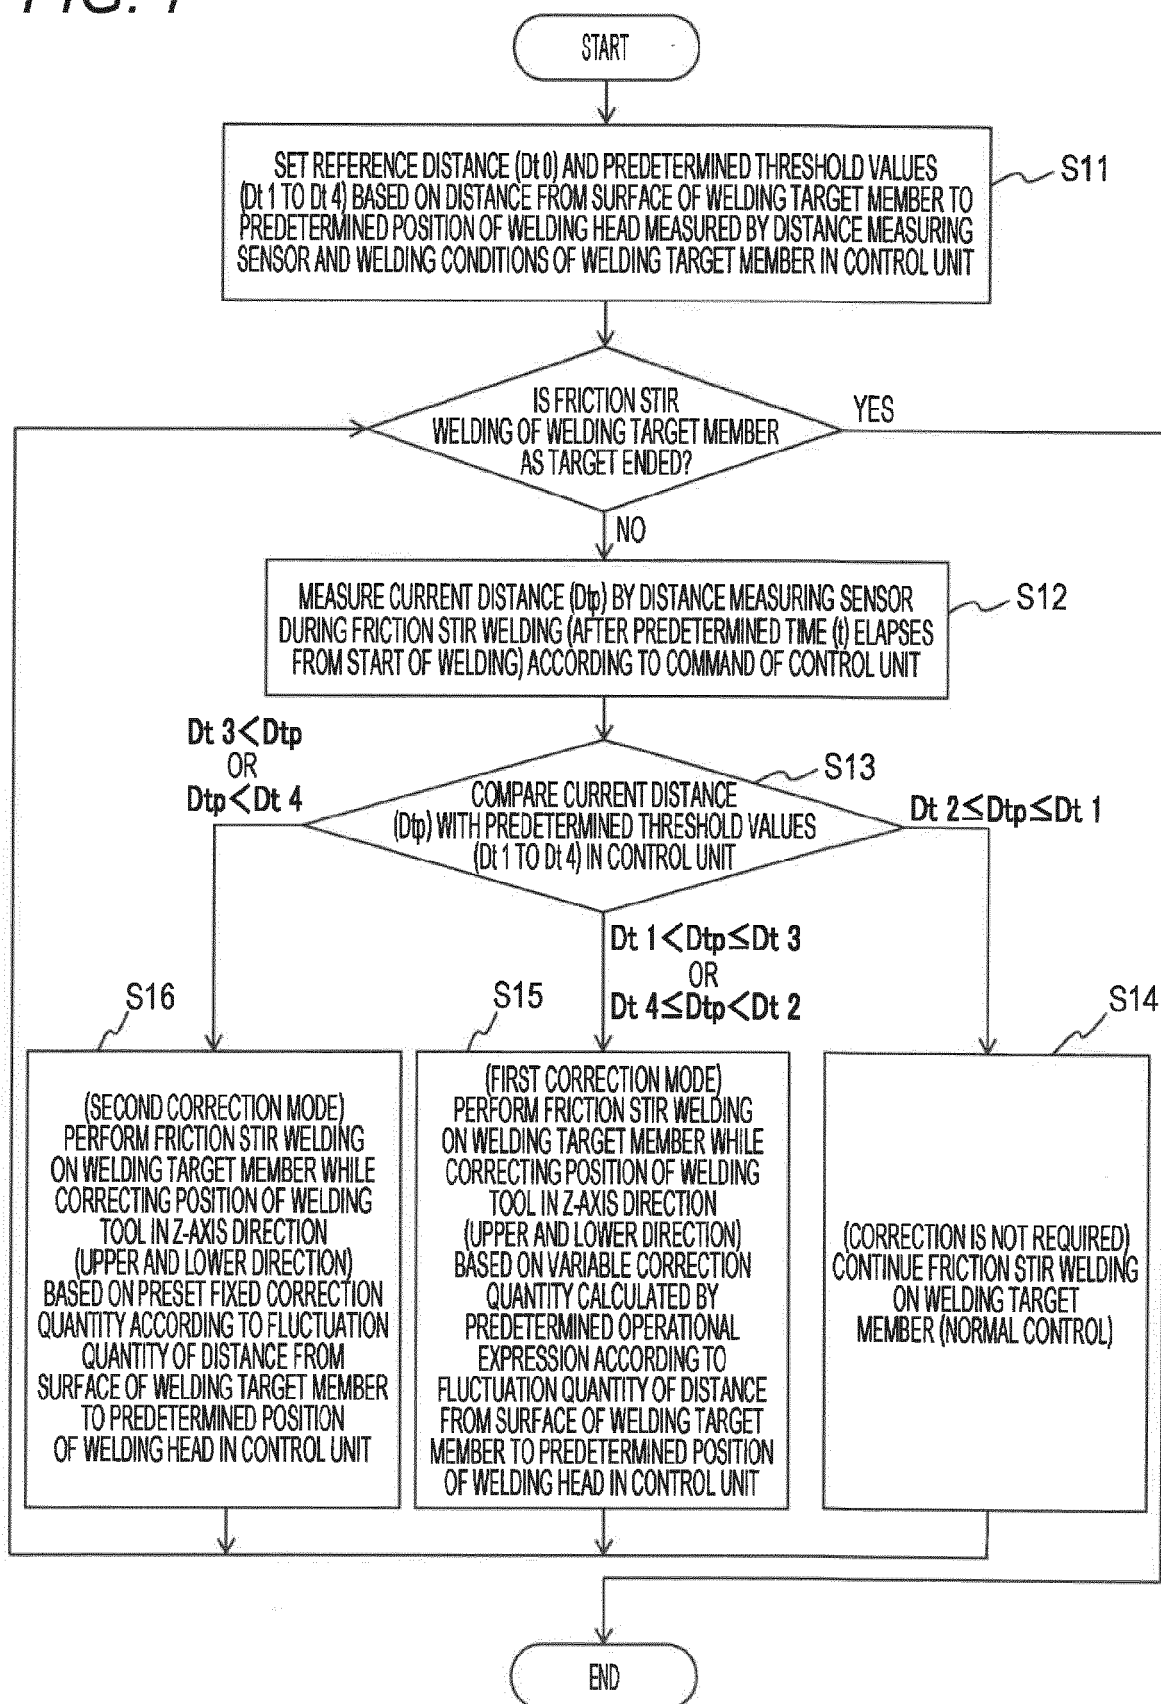 START
SET REFERENCE DISTANCE (Dt 0) AND PREDETERMINED THRESHOLD VALUES
(Dt 1 TO Dt 4) BASED ON DISTANCE FROM SURFACE OF WELDING TARGET MEMBER TO
PREDETERMINED POSITION OF WELDING HEAD MEASURED BY DISTANCE MEASURING
SENSOR AND WELDING CONDITIONS OF WELDING TARGET MEMBER IN CONTROL UNIT
S11
IS FRICTION STIR
WELDING OF WELDING TARGET MEMBER
AS TARGET ENDED?
YES
NO
MEASURE CURRENT DISTANCE (Dtp) BY DISTANCE MEASURING SENSOR
DURING FRICTION STIR WELDING (AFTER PREDETERMINED TIME (t) ELAPSES
FROM START OF WELDING) ACCORDING TO COMMAND OF CONTROL UNIT
S12
Dt 3<Dtp
OR
Dtp<Dt 4
COMPARE CURRENT DISTANCE
(Dtp) WITH PREDETERMINED THRESHOLD VALUES
(Dt 1 TO Dt 4) IN CONTROL UNIT
S13
Dt 2≦Dtp≦Dt 1
Dt 1<Dtp≦Dt 3
OR
Dt 4≦Dtp<Dt 2
S16
(SECOND CORRECTION MODE)
PERFORM FRICTION STIR WELDING
ON WELDING TARGET MEMBER WHILE
CORRECTING POSITION OF WELDING
TOOL IN Z-AXIS DIRECTION
(UPPER AND LOWER DIRECTION)
BASED ON PRESET FIXED CORRECTION
QUANTITY ACCORDING TO FLUCTUATION
QUANTITY OF DISTANCE FROM
SURFACE OF WELDING TARGET MEMBER
TO PREDETERMINED POSITION
OF WELDING HEAD IN CONTROL UNIT
S15
(FIRST CORRECTION MODE)
PERFORM FRICTION STIR WELDING
ON WELDING TARGET MEMBER WHILE
CORRECTING POSITION OF WELDING
TOOL IN Z-AXIS DIRECTION
(UPPER AND LOWER DIRECTION)
BASED ON VARIABLE CORRECTION
QUANTITY CALCULATED BY
PREDETERMINED OPERATIONAL
EXPRESSION ACCORDING TO
FLUCTUATION QUANTITY OF DISTANCE
FROM SURFACE OF WELDING TARGET
MEMBER TO PREDETERMINED POSITION
OF WELDING HEAD IN CONTROL UNIT
S14
(CORRECTION IS NOT REQUIRED)
CONTINUE FRICTION STIR WELDING
ON WELDING TARGET
MEMBER (NORMAL CONTROL)
END